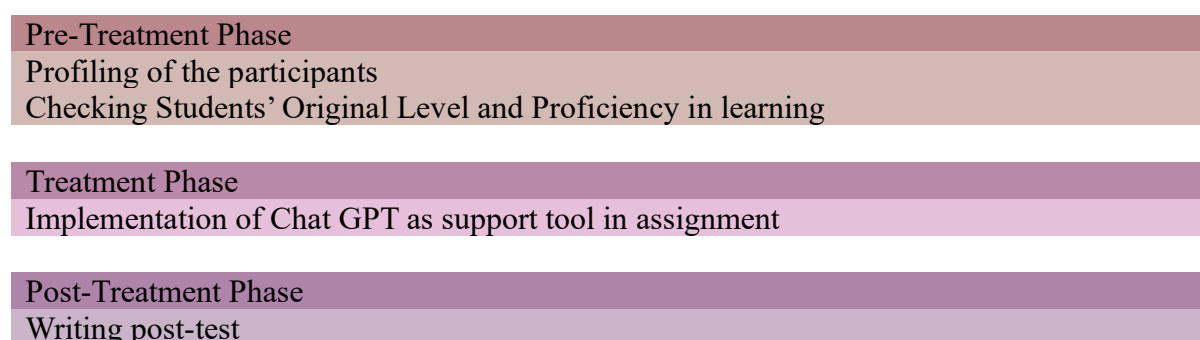 Pre-Treatment Phase
Profiling of the participants
Checking Students’ Original Level and Proficiency in learning
Treatment Phase
Implementation of Chat GPT as support tool in assignment
Post-Treatment Phase
Writing post-test